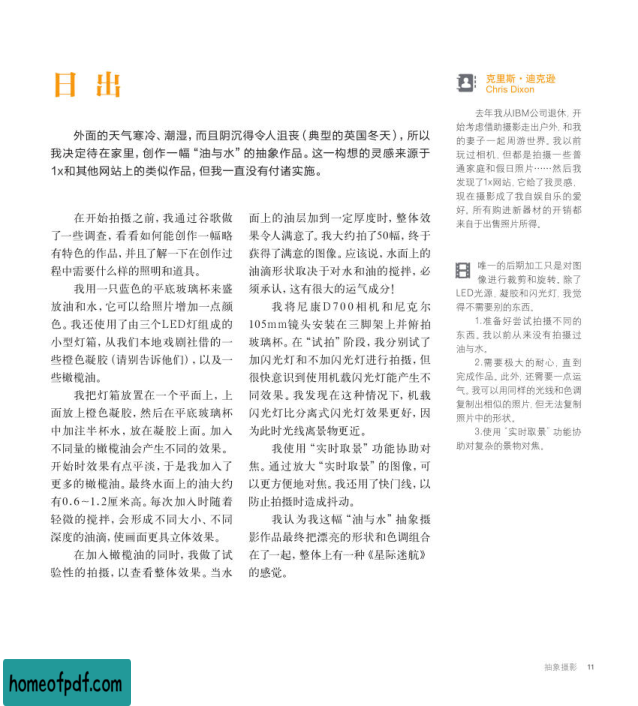 日 出
外面的天气寒冷、潮湿，而且阴沉得令人沮丧（典型的英国冬天），所以
我决定待在家里，创作一幅“油与水”的抽象作品。这一构想的灵感来源于
1x和其他网站上的类似作品，但我一直没有付诸实施。
在开始拍摄之前，我通过谷歌做
了一些调查，看看如何能创作一幅略
有特色的作品，并且了解一下在创作过
程中需要什么样的照明和道具。
我用一只蓝色的平底玻璃杯来盛
放油和水，它可以给照片增加一点颜
色。我还使用了由三个LED灯组成的
小型灯箱，从我们本地戏剧社借的一
些橙色凝胶（请别告诉他们），以及一
些橄榄油。
我把灯箱放置在一个平面上，上
面放上橙色凝胶，然后在平底玻璃杯
中加注半杯水，放在凝胶上面。加入
不同量的橄榄油会产生不同的效果。
开始时效果有点平淡，于是我加入了
更多的橄榄油。最终水面上的油大约
有0.6~1.2厘米高。每次加入时随着
轻微的搅拌，会形成不同大小、不同
深度的油滴，使画面更具立体效果。
在加入橄榄油的同时，我做了试
验性的拍摄，以查看整体效果。当水
面上的油层加到一定厚度时，整体效
果令人满意了。我大约拍了50幅，终于
获得了满意的图像。应该说，水面上的
油滴形状取决于对水和油的搅拌，必
须承认，这有很大的运气成分！
我将尼康D700相机和尼克尔
105mm镜头安装在三脚架上并俯拍
玻璃杯。在“试拍”阶段，我分别试了
加闪光灯和不加闪光灯进行拍摄，但
很快意识到使用机载闪光灯能产生不
同效果。我发现在这种情况下，机载
闪光灯比分离式闪光灯效果更好，因
为此时光线离景物更近。
我使用“实时取景”功能协助对
焦。通过放大“实时取景”的图像，可
以更方便地对焦。我还用了快门线，以
防止拍摄时造成抖动。
我认为我这幅“油与水”抽象摄
影作品最终把漂亮的形状和色调组合
在了一起，整体上有一种《星际迷航》
的感觉。
克里斯·迪克逊
Chris Dixon
去年我从IBM公司退休，开
始考虑借助摄影走出户外，和我
的妻子一起周游世界。我以前
玩过相机，但都是拍摄一些普
通家庭和假日照片……然后我
发现了1x网站，它给了我灵感，
现在摄影成了我自娱自乐的爱
好。所有购进新器材的开销都
来自于出售照片所得。
唯一的后期加工只是对图
像进行裁剪和旋转。除了
LED光源、凝胶和闪光灯，我觉
得不需要别的东西。
1.准备好尝试拍摄不同的
东西。我以前从来没有拍摄过
油与水。
2.需要极大的耐心，直到
完成作品。此外，还需要一点运
气。我可以用同样的光线和色调
复制出相似的照片，但无法复制
照片中的形状。
3.使用“实时取景”功能协
助对复杂的景物对焦。
抽象摄影 11
homeofpdf.com